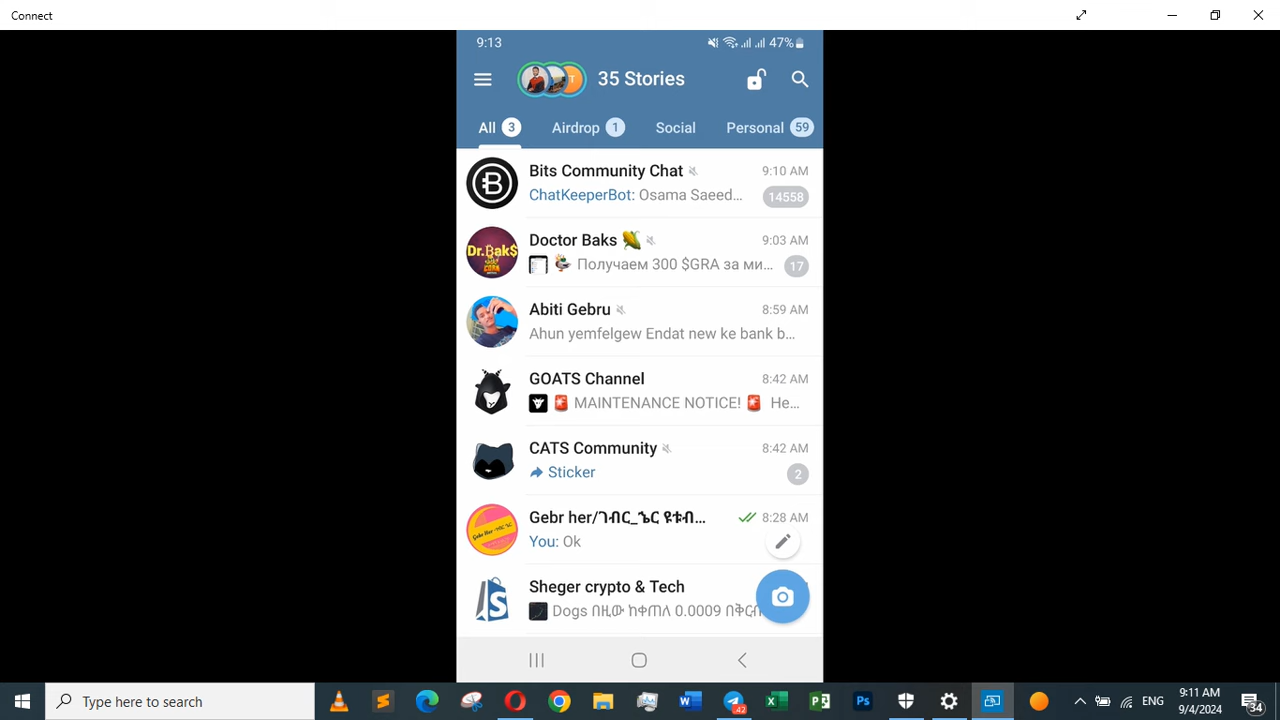 Connect
9:13
47%
35 Stories
All 3 Airdrop 1 Social Personal 59
Bits Community Chat 9:10 AM
ChatKeeperBot: Osama Saeed... 14558
Dr.Bak$
CORN
Doctor Baks 🌽 9:03 AM
Получаем 300 $GRA за ми... 17
Abiti Gebru 8:59 AM
Ahun yemfelgew Endat new ke bank b...
GOATS Channel 8:42 AM
🚨 MAINTENANCE NOTICE! 🚨 He...
CATS Community 8:42 AM
Sticker 2
Gebr her/ገብር_ኄር የቱብ... 8:28 AM
You: Ok
Sheger crypto & Tech
Dogs በዚው ከቀጠለ 0.0009
Type here to search
ENG
9:11 AM
9/4/2024
34